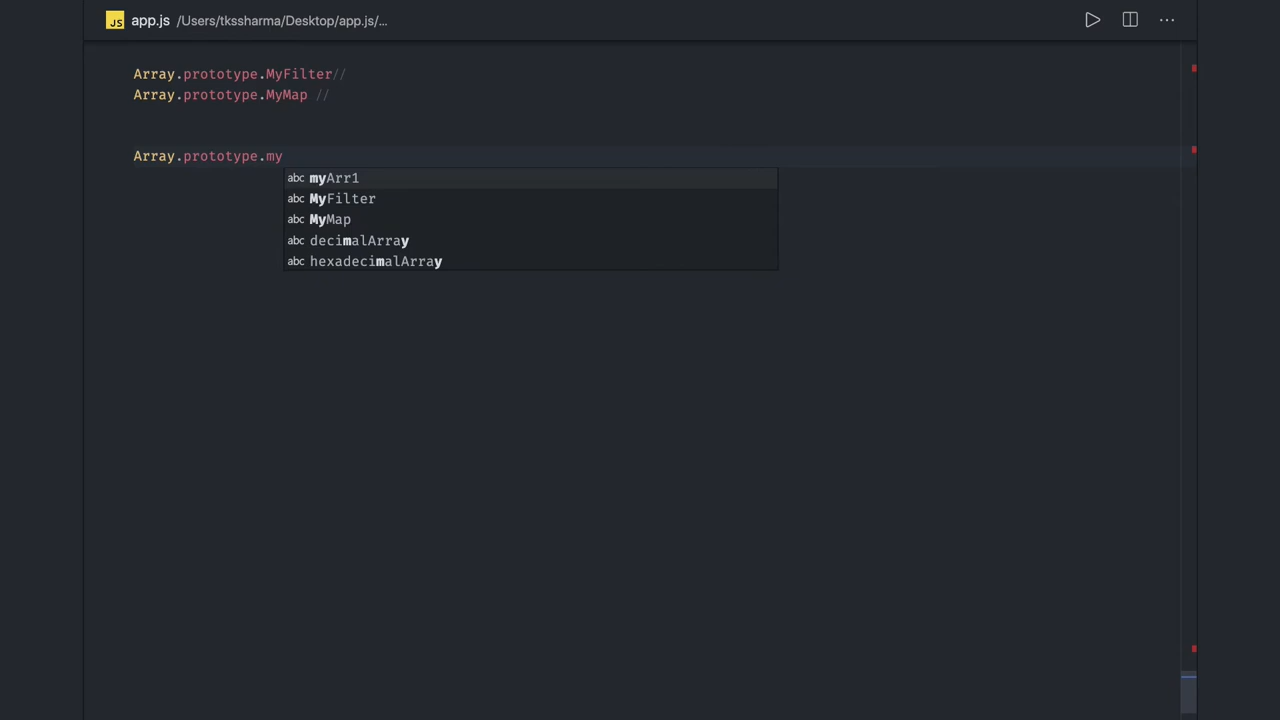 JS app.js /Users/tkssharma/Desktop/app.js/...
Array.prototype.MyFilter//
Array.prototype.MyMap //
Array.prototype.my
abc myArr1
abc MyFilter
abc MyMap
abc decimalArray
abc hexadecimalArray